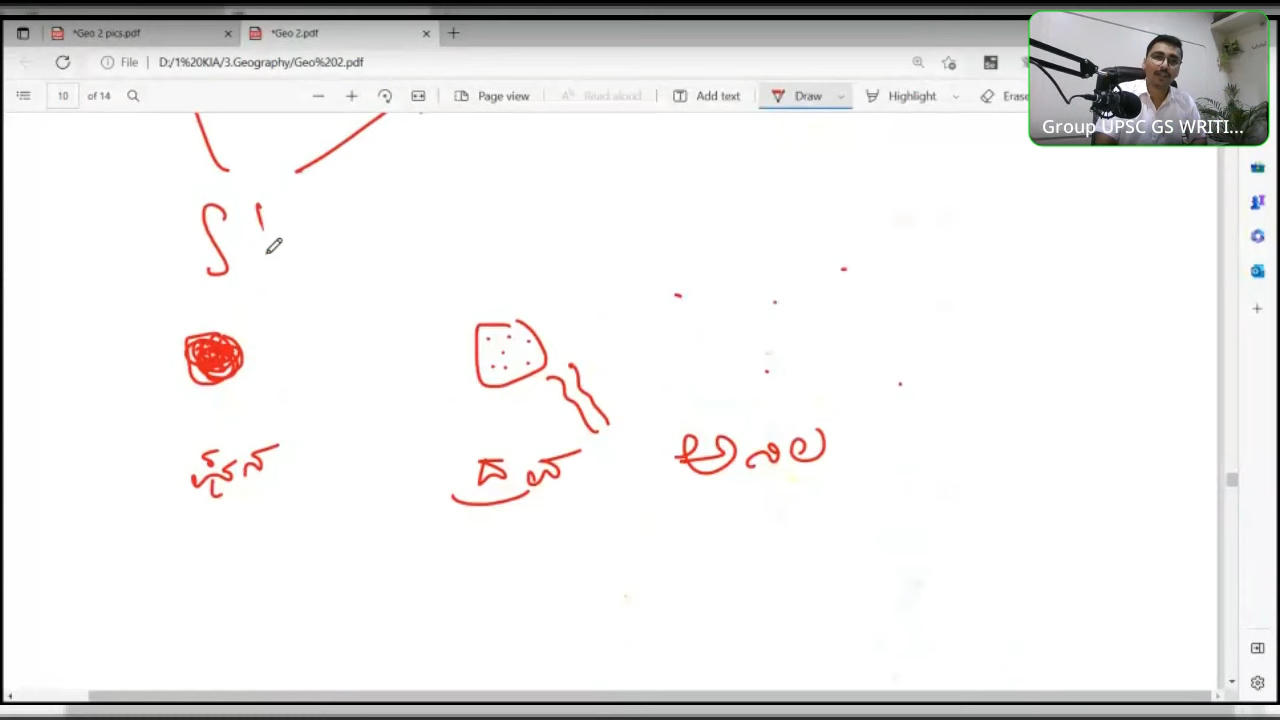 *Geo 2 pics.pdf
*Geo 2.pdf
File D:/1%20KIA/3.Geography/Geo%202.pdf
10 of 14
Page view
Read aloud
Add text
Draw
Highlight
Erase
Group UPSC GS WRITI...
S
ಘನ ದ್ರವ ಅನಿಲ